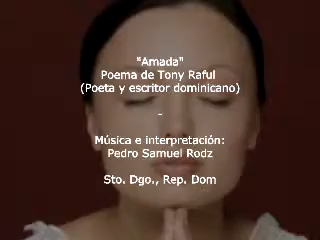 "Amada"
Poema de Tony Raful
(Poeta y escritor dominicano)
-
Música e interpretación:
Pedro Samuel Rodz
Sto. Dgo., Rep. Dom